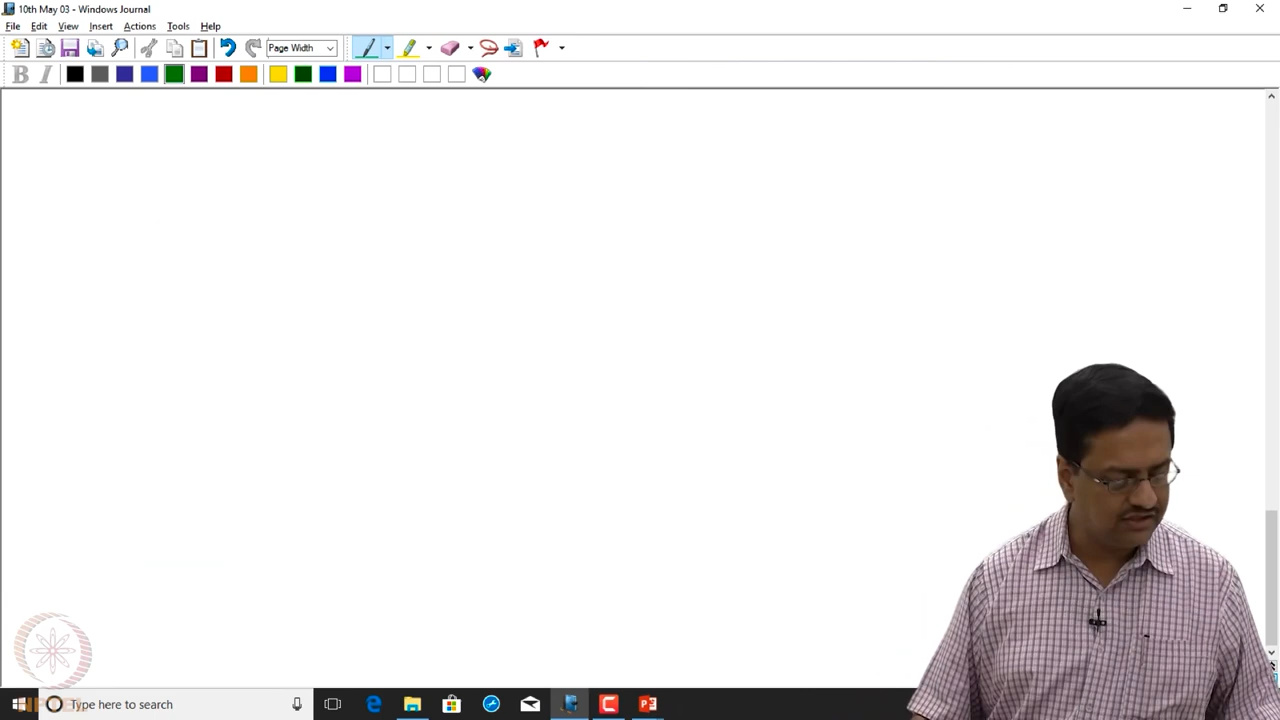 10th May 03 - Windows Journal
File Edit View Insert Actions Tools Help
Page Width
B I
Type here to search